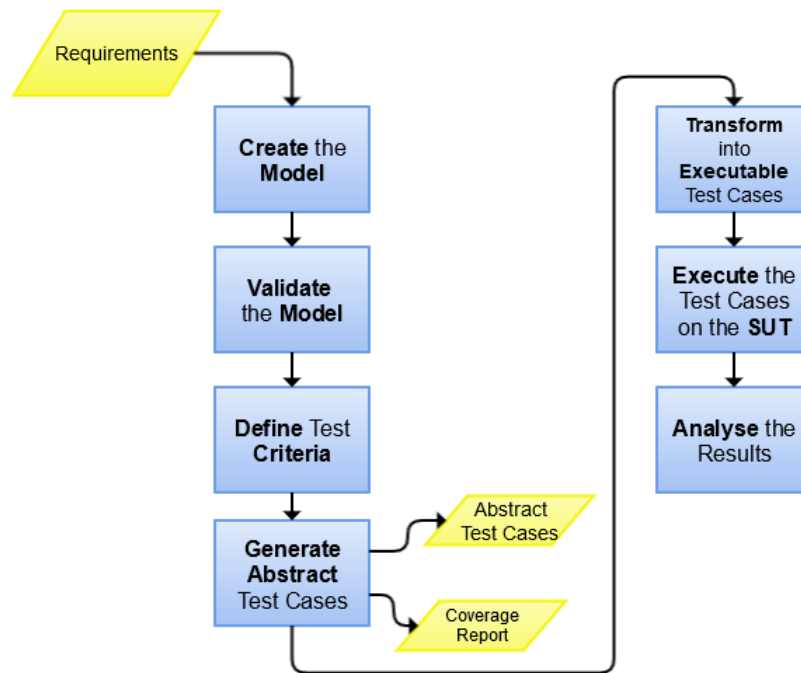 Requirements
Create the
Model
Validate
the Model
Define Test
Criteria
Generate
Abstract
Test Cases
Abstract
Test Cases
Coverage
Report
Transform
into
Executable
Test Cases
Execute the
Test Cases
on the SUT
Analyse the
Results